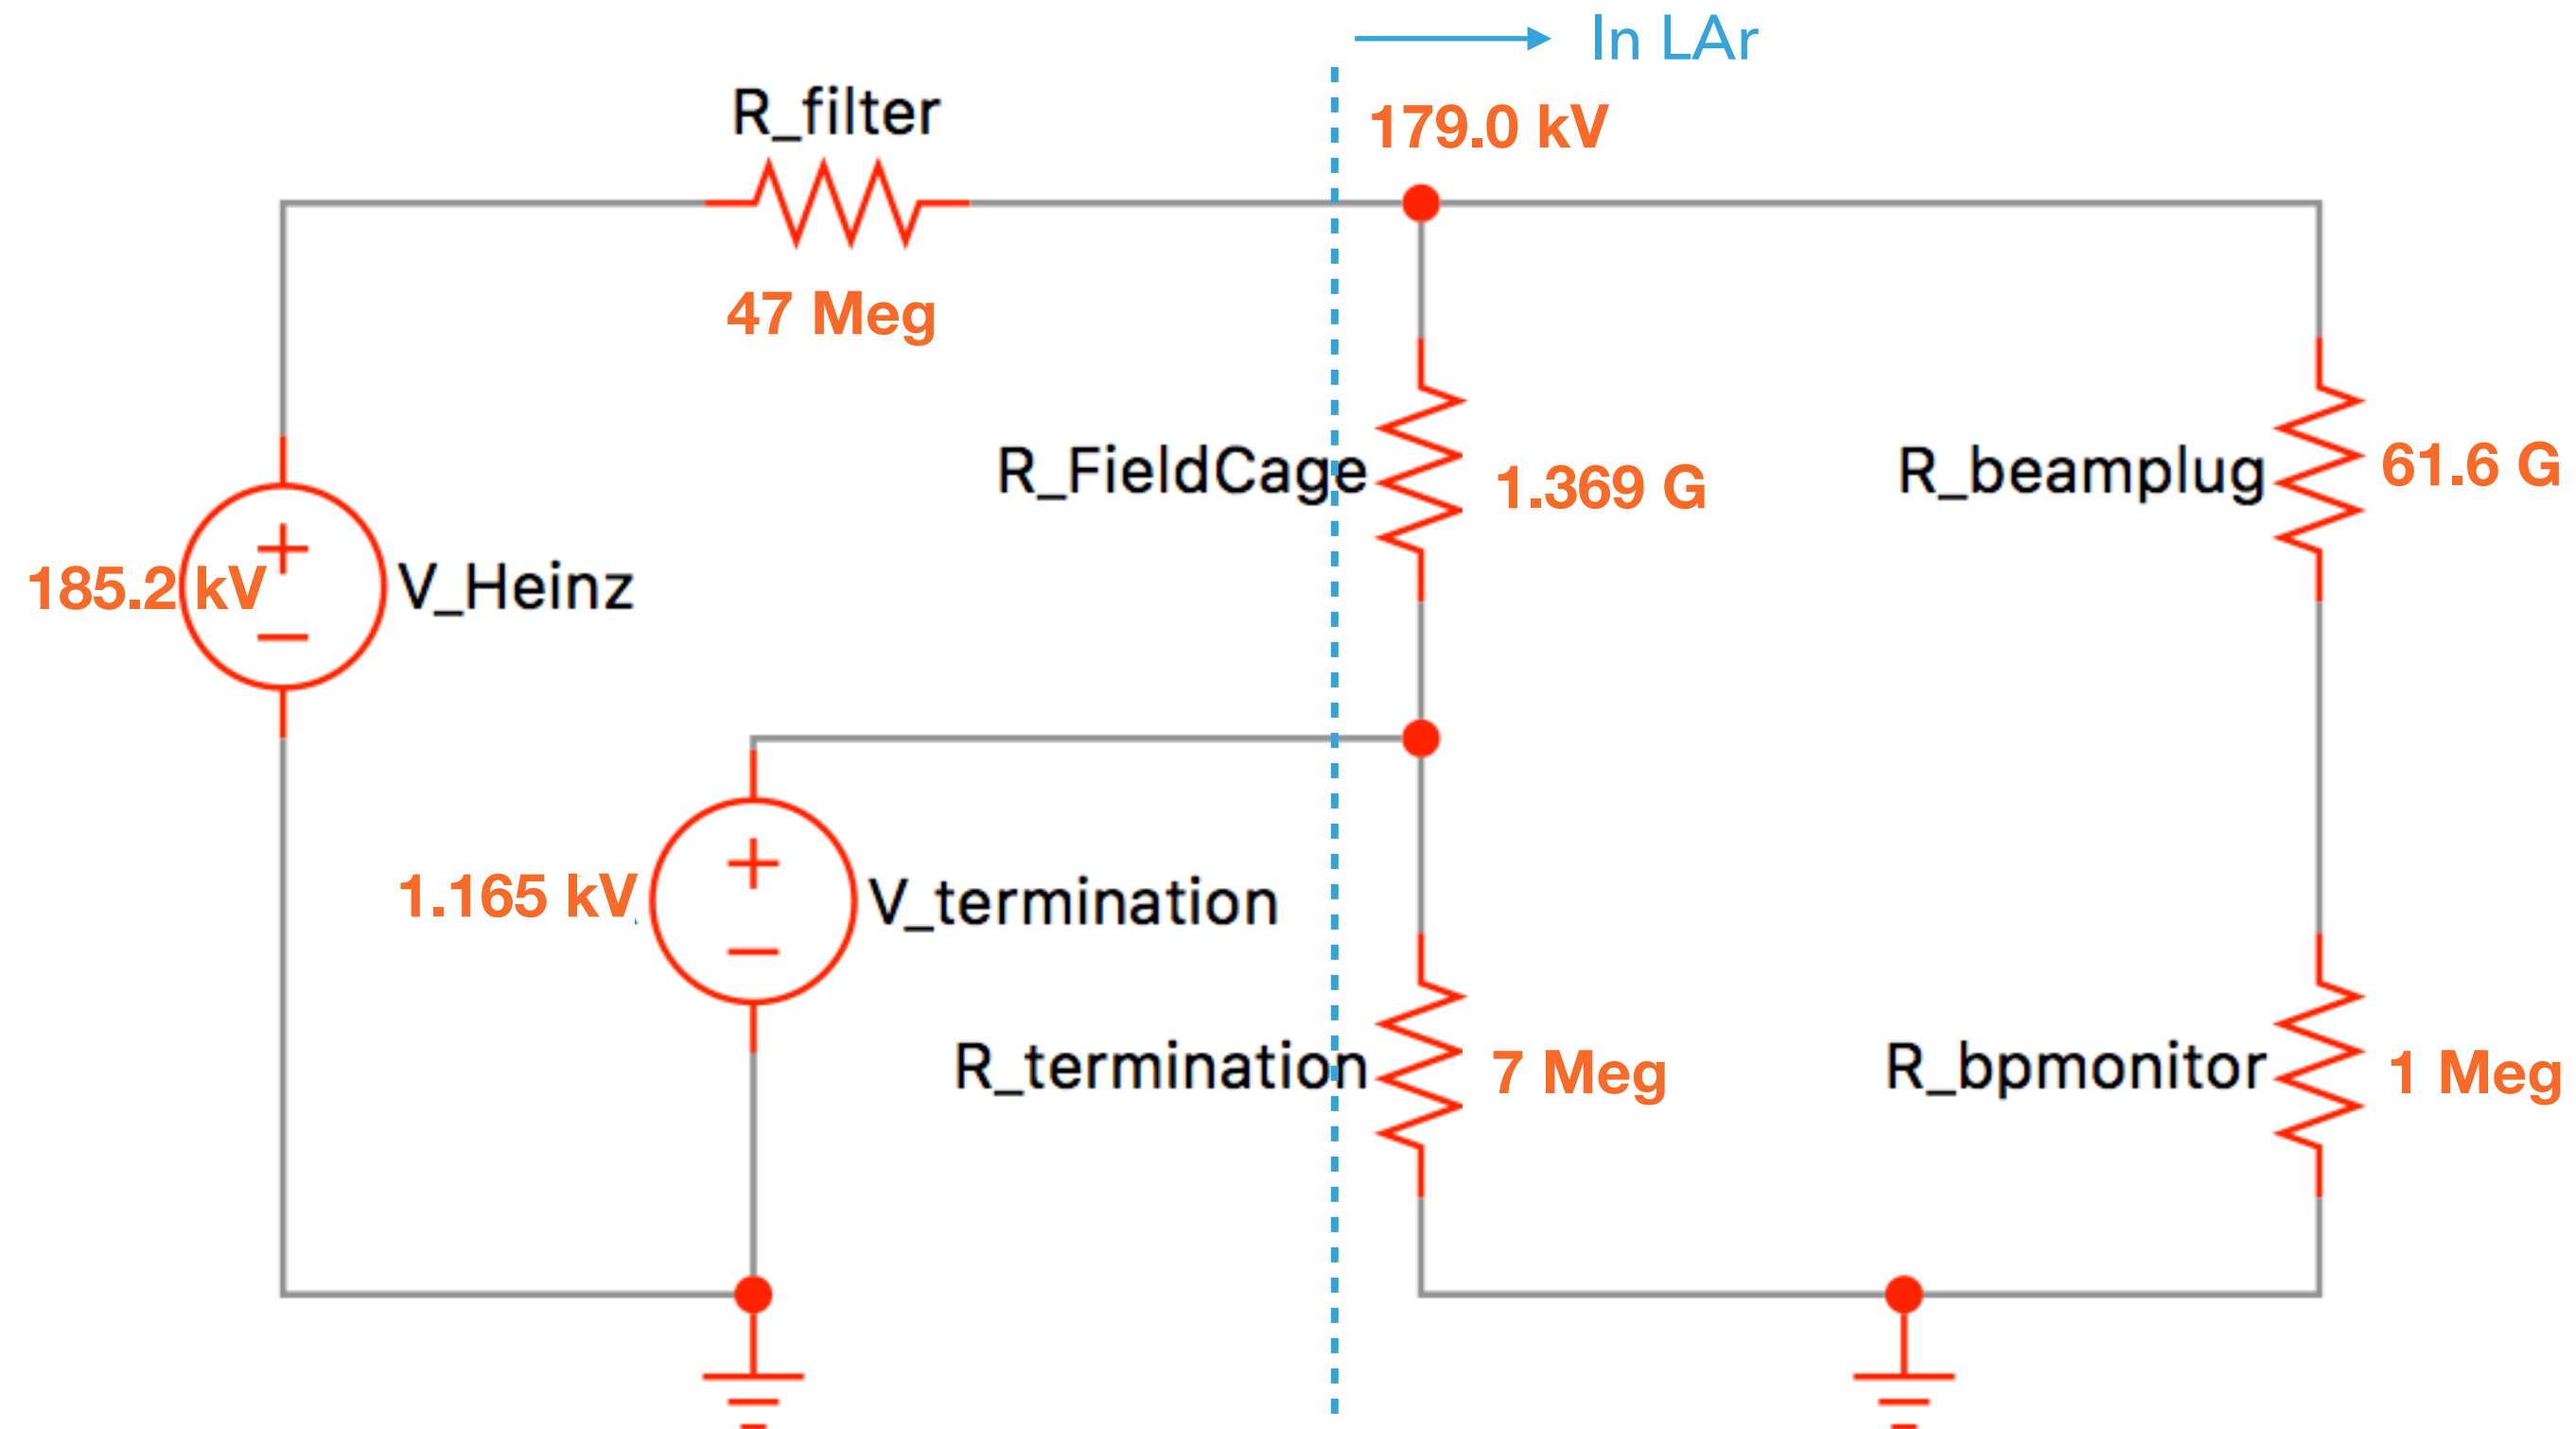 In LAr
R_filter
179.0 kV
47 Meg
R_FieldCage
1.369 G
R_beamplug
61.6 G
185.2 kV
V_Heinz
1.165 kV
V_termination
R_termination
7 Meg
R_bpmonitor
1 Meg